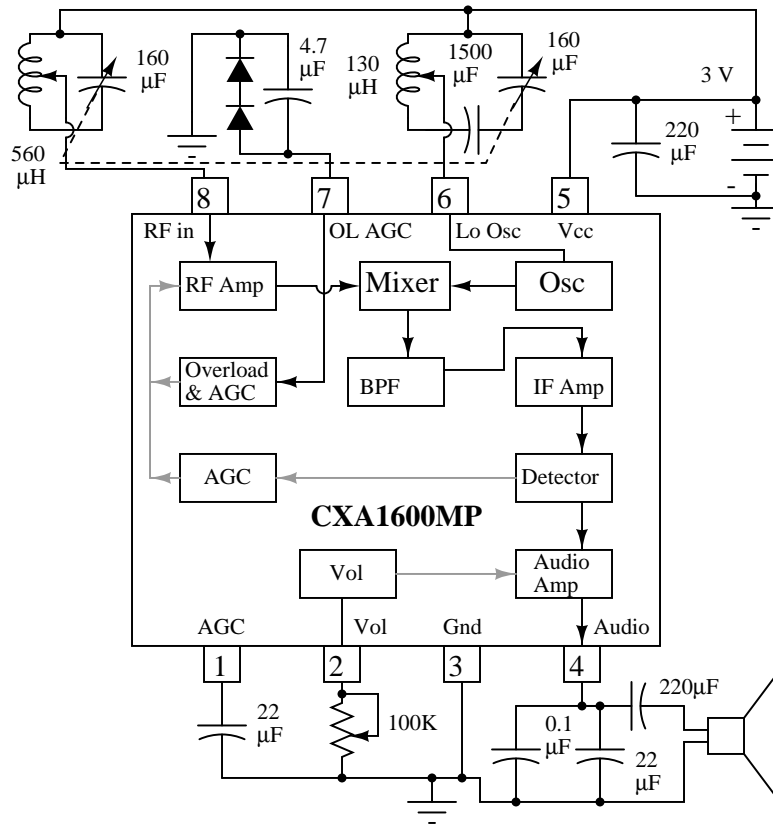 160
μF
4.7
μF
130
μH
1500
μF
160
μF
3 V
+
220
μF
-
560
μH
8
7
6
5
RF in
OL AGC
Lo Osc
Vcc
RF Amp
Mixer
Osc
Overload
& AGC
BPF
IF Amp
AGC
Detector
CXA1600MP
Vol
Audio
Amp
AGC
Vol
Gnd
Audio
1
2
3
4
22
μF
100K
220μF
0.1
μF
22
μF